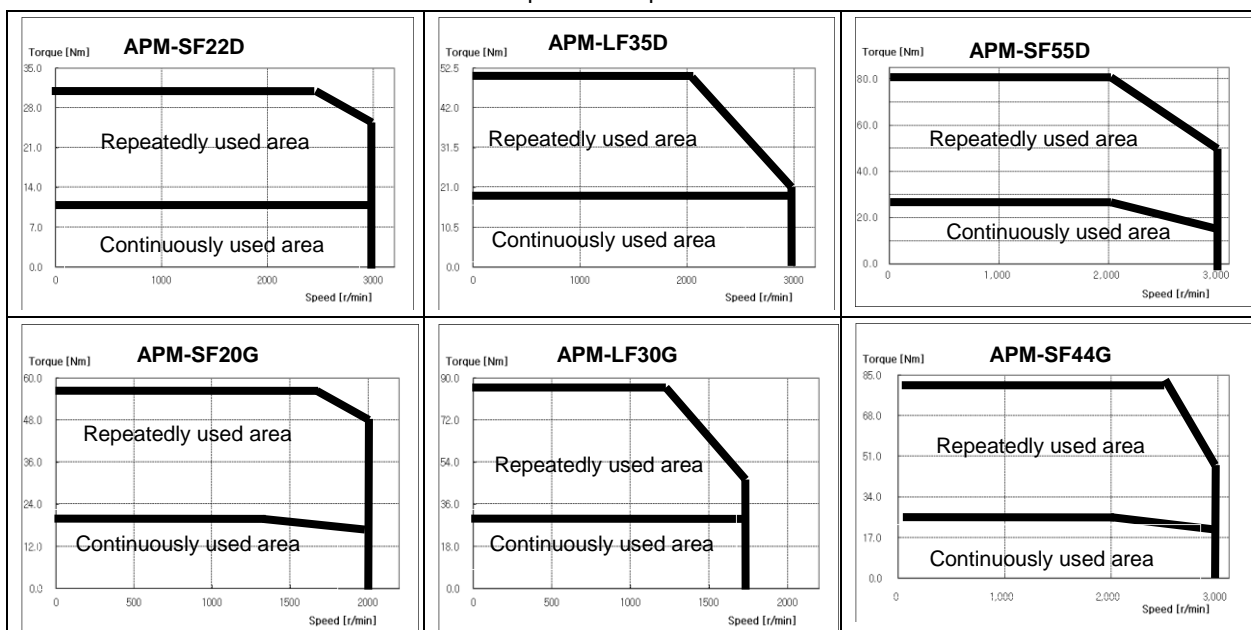 APM-SF22D
Torque [Nm]
35.0
28.0
21.0
14.0
7.0
0.0
Repeatedly used area
Continuously used area
0 1000 2000 3000
Speed [r/min]
APM-LF35D
Torque [Nm]
52.5
42.0
31.5
21.0
10.5
0.0
Repeatedly used area
Continuously used area
0 1000 2000 3000
Speed [r/min]
APM-SF55D
Torque [Nm]
80.0
60.0
40.0
20.0
0.0
Repeatedly used area
Continuously used area
0 1,000 2,000 3,000
Speed [r/min]
APM-SF20G
Torque [Nm]
60.0
48.0
36.0
24.0
12.0
0.0
Repeatedly used area
Continuously used area
0 500 1000 1500 2000
Speed [r/min]
APM-LF30G
Torque [Nm]
90.0
72.0
54.0
36.0
18.0
0.0
Repeatedly used area
Continuously used area
0 500 1000 1500 2000
Speed [r/min]
APM-SF44G
Torque [Nm]
85.0
68.0
51.0
34.0
17.0
0.0
Repeatedly used area
Continuously used area
0 1,000 2,000 3,000
Speed [r/min]